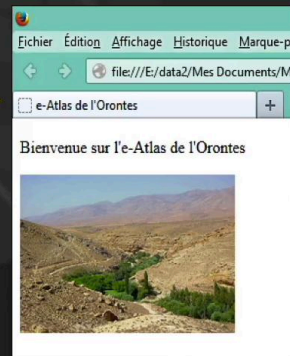 Fichier Édition Affichage Historique Marque-p
file:///E:/data2/Mes Documents/M
e-Atlas de l'Orontes
Bienvenue sur l'e-Atlas de l'Orontes